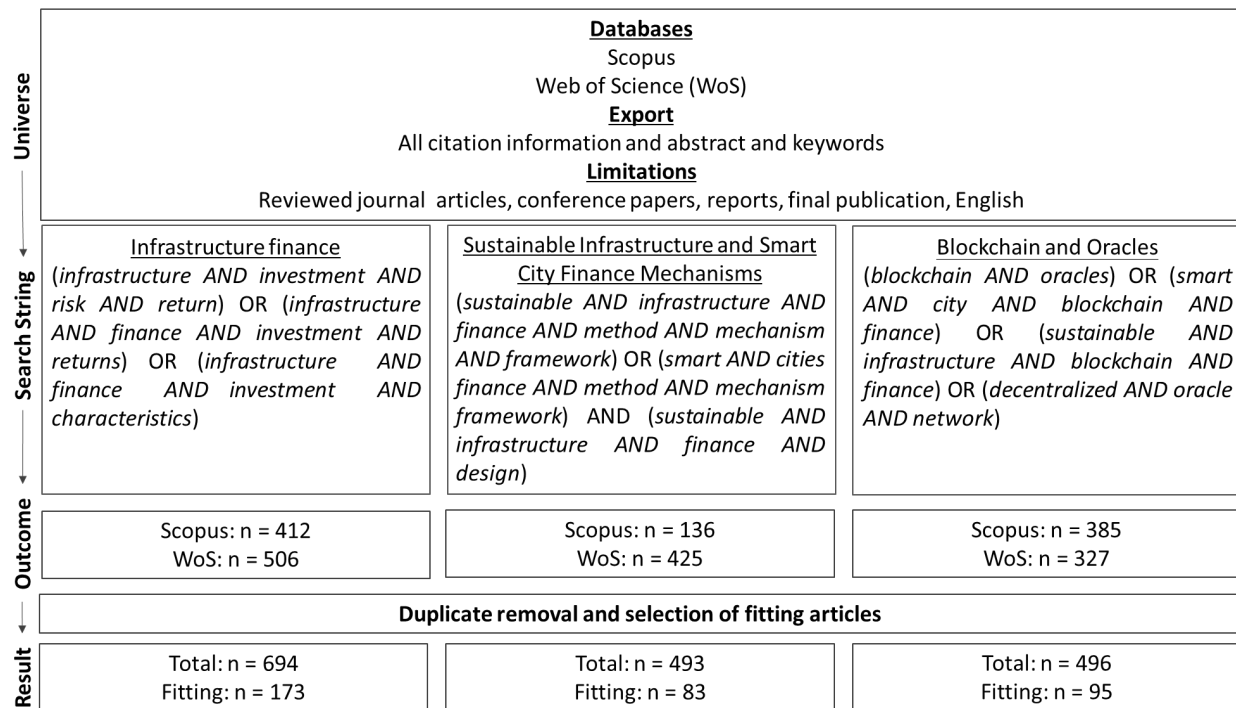 Universe
Databases
Scopus
Web of Science (WoS)
Export
All citation information and abstract and keywords
Limitations
Reviewed journal articles, conference papers, reports, final publication, English
Search String
Infrastructure finance
(infrastructure AND investment AND
risk AND return) OR (infrastructure
AND finance AND investment AND
returns) OR (infrastructure AND
finance AND investment AND
characteristics)
Sustainable Infrastructure and Smart
City Finance Mechanisms
(sustainable AND infrastructure AND
finance AND method AND mechanism
AND framework) OR (smart AND cities
finance AND method AND mechanism
framework) AND (sustainable AND
infrastructure AND finance AND
design)
Blockchain and Oracles
(blockchain AND oracles) OR (smart
AND city AND blockchain AND
finance) OR (sustainable AND
infrastructure AND blockchain AND
finance) OR (decentralized AND oracle
AND network)
Outcome
Scopus: n = 412
WoS: n = 506
Scopus: n = 136
WoS: n = 425
Scopus: n = 385
WoS: n = 327
Duplicate removal and selection of fitting articles
Result
Total: n = 694
Fitting: n = 173
Total: n = 493
Fitting: n = 83
Total: n = 496
Fitting: n = 95